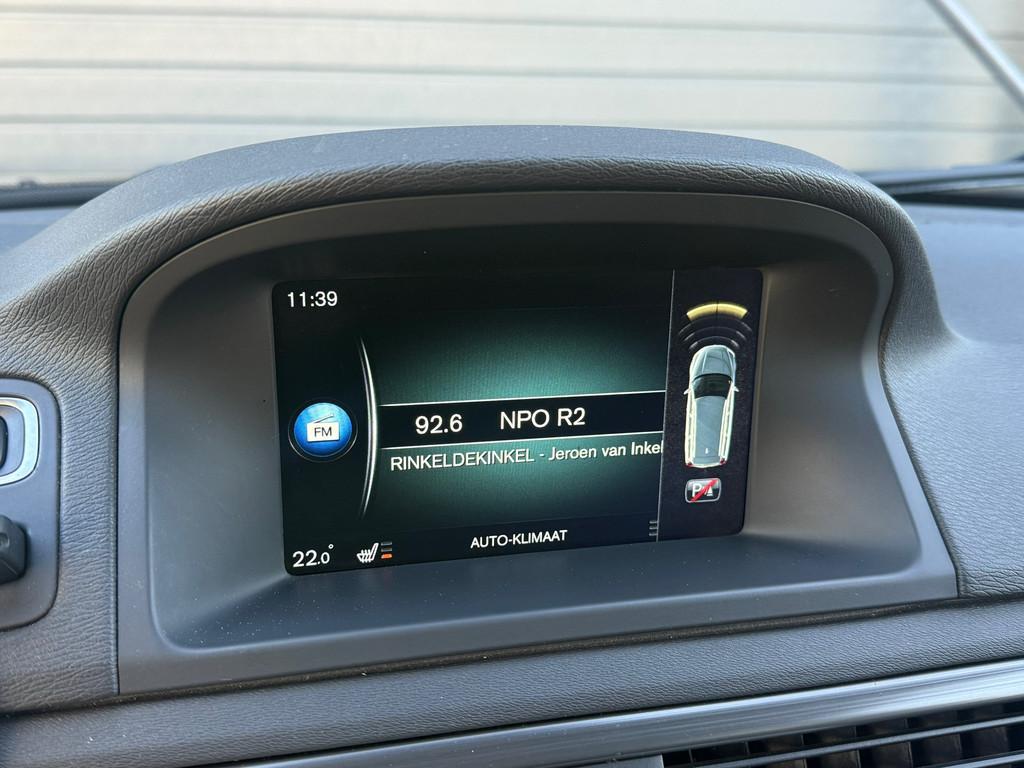 11:39
FM
92.6 NPO R2
RINKELDEKINKEL - Jeroen van Inkel
P
22.0° AUTO-KLIMAAT